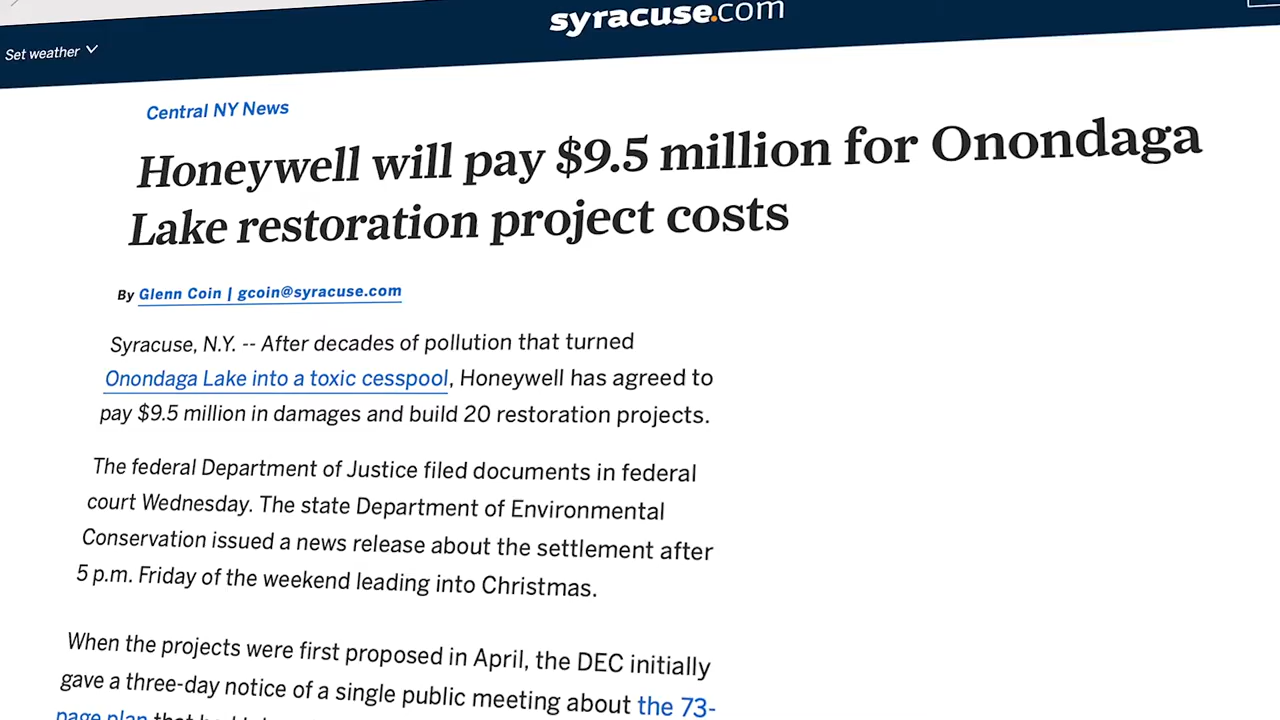 syracuse.com
Set weather
Central NY News
Honeywell will pay $9.5 million for Onondaga
Lake restoration project costs
By Glenn Coin | gcoin@syracuse.com
Syracuse, N.Y. -- After decades of pollution that turned
Onondaga Lake into a toxic cesspool, Honeywell has agreed to
pay $9.5 million in damages and build 20 restoration projects.
The federal Department of Justice filed documents in federal
court Wednesday. The state Department of Environmental
Conservation issued a news release about the settlement after
5 p.m. Friday of the weekend leading into Christmas.
When the projects were first proposed in April, the DEC initially
gave a three-day notice of a single public meeting about the 73-
page plan that